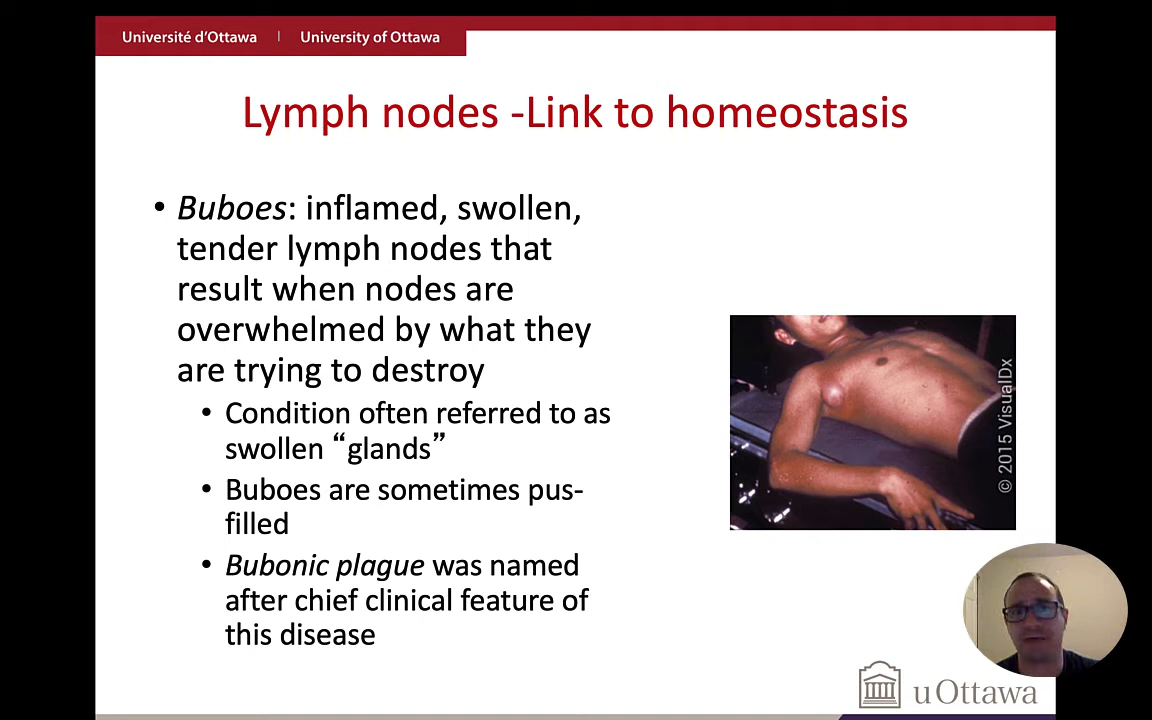 Université d'Ottawa | University of Ottawa
Lymph nodes -Link to homeostasis
• Buboes: inflamed, swollen,
tender lymph nodes that
result when nodes are
overwhelmed by what they
are trying to destroy
• Condition often referred to as
swollen “glands”
• Buboes are sometimes pus-
filled
• Bubonic plague was named
after chief clinical feature of
this disease
© 2015 VisualDx
uOttawa